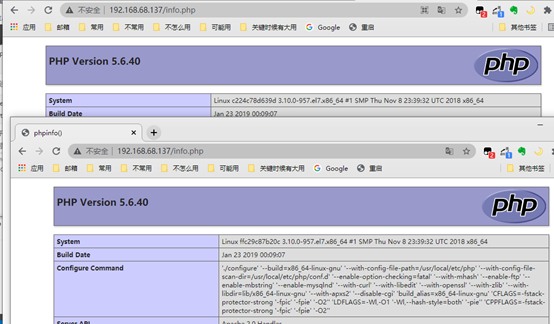 不安全 | 192.168.68.137/info.php
应用 邮箱 常用 不常用 不怎么用 可能用 关键时候有大用 Google 重启 其他书签
PHP Version 5.6.40
php
System Linux c224c78d639d 3.10.0-957.el7.x86_64 #1 SMP Thu Nov 8 23:39:32 UTC 2018 x86_64
Build Date Jan 23 2019 00:09:07
phpinfo()
不安全 | 192.168.68.137/info.php
应用 邮箱 常用 不常用 不怎么用 可能用 关键时候有大用 Google 重启 其他书签
PHP Version 5.6.40
php
System Linux ffc29c87b20c 3.10.0-957.el7.x86_64 #1 SMP Thu Nov 8 23:39:32 UTC 2018 x86_64
Build Date Jan 23 2019 00:09:07
Configure Command './configure' '--build=x86_64-linux-gnu' '--with-config-file-path=/usr/local/etc/php' '--with-config-file-
scan-dir=/usr/local/etc/php/conf.d' '--enable-option-checking=fatal' '--with-mhash' '--enable-ftp' '--
enable-mbstring' '--enable-mysqlnd' '--with-curl' '--with-libedit' '--with-openssl' '--with-zlib' '--with-
libdir=lib/x86_64-linux-gnu' '--with-apxs2' '--disable-cgi' 'build_alias=x86_64-linux-gnu' 'CFLAGS=-fstack-
protector-strong '-fpic' '-fpie' '-O2'' 'LDFLAGS=-Wl,-O1 '-Wl,--hash-style=both' '-pie'' 'CPPFLAGS=-fstack-
protector-strong '-fpic' '-fpie' '-O2''
Server API Apache 2.0 Handler